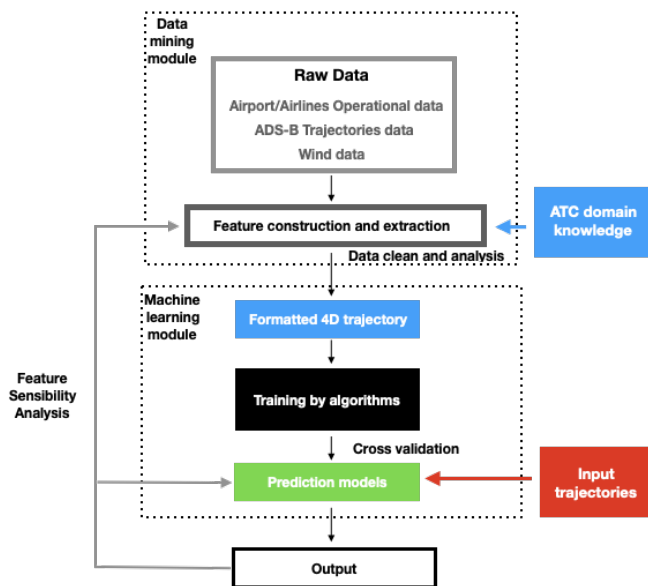 Data
mining
module
Raw Data
Airport/Airlines Operational data
ADS-B Trajectories data
Wind data
Feature construction and extraction
ATC domain
knowledge
Data clean and analysis
Machine
learning
module
Formatted 4D trajectory
Feature
Sensibility
Analysis
Training by algorithms
Cross validation
Prediction models
Input
trajectories
Output